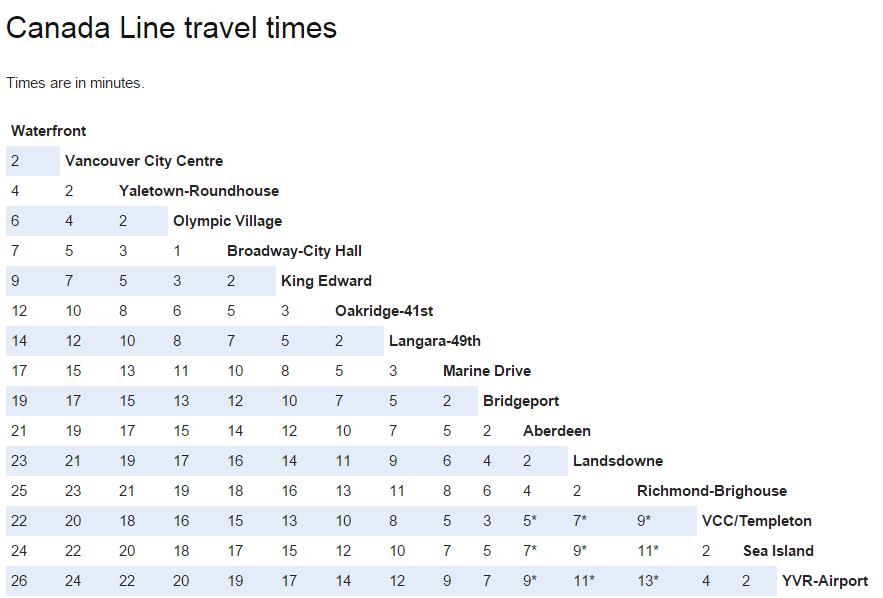 Canada Line travel times
Times are in minutes.
Waterfront
2 Vancouver City Centre
4 2 Yaletown-Roundhouse
6 4 2 Olympic Village
7 5 3 1 Broadway-City Hall
9 7 5 3 2 King Edward
12 10 8 6 5 3 Oakridge-41st
14 12 10 8 7 5 2 Langara-49th
17 15 13 11 10 8 5 3 Marine Drive
19 17 15 13 12 10 7 5 2 Bridgeport
21 19 17 15 14 12 10 7 5 2 Aberdeen
23 21 19 17 16 14 11 9 6 4 2 Landsdowne
25 23 21 19 18 16 13 11 8 6 4 2 Richmond-Brighouse
22 20 18 16 15 13 10 8 5 3 5* 7* 9* VCC/Templeton
24 22 20 18 17 15 12 10 7 5 7* 9* 11* 2 Sea Island
26 24 22 20 19 17 14 12 9 7 9* 11* 13* 4 2 YVR-Airport